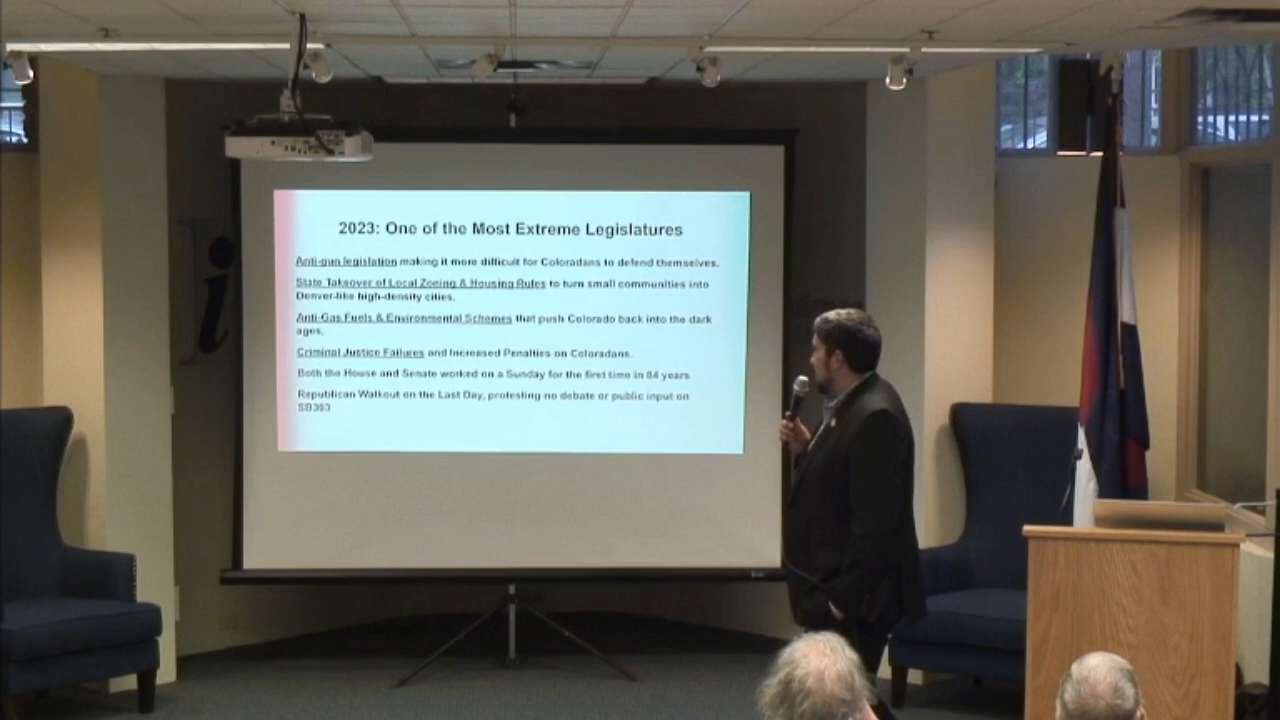 2023: One of the Most Extreme Legislatures
Anti-gun legislation making it more difficult for Coloradans to defend themselves.
State Takeover of Local Zoning & Housing Rules to turn small communities into
Denver-like high-density cities.
Anti-Gas Fuels & Environmental Schemes that push Colorado back into the dark
ages.
Criminal Justice Failures and Increased Penalties on Coloradans.
Both the House and Senate worked on a Sunday for the first time in 84 years
Republican Walkout on the Last Day, protesting no debate or public input on
SB303